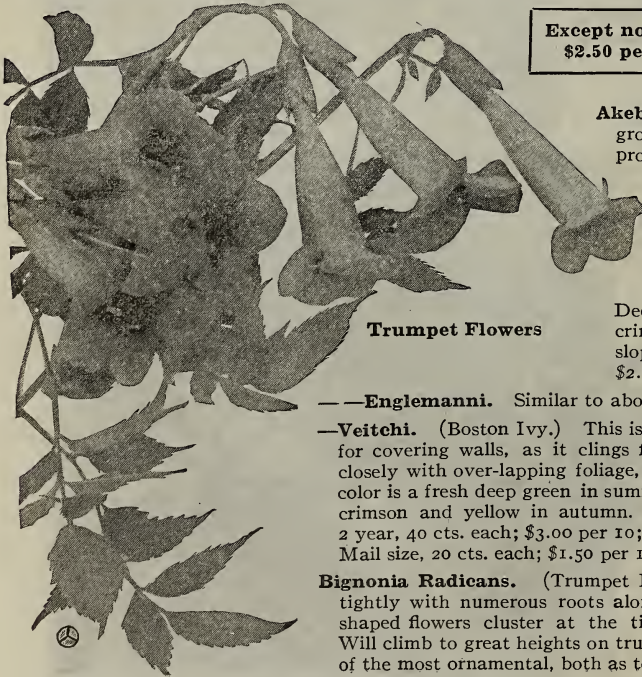 Except no
$2.50 pe
Akeb
gro
pro
Trumpet Flowers
Dec
crin
slop
$2.
— —Englemanni. Similar to abo
—Veitchi. (Boston Ivy.) This is
for covering walls, as it clings f
closely with over-lapping foliage,
color is a fresh deep green in sumn
crimson and yellow in autumn.
2 year, 40 cts. each; $3.00 per 10;
Mail size, 20 cts. each; $1.50 per 1
Bignonia Radicans. (Trumpet
tightly with numerous roots alon
shaped flowers cluster at the ti
Will climb to great heights on tru
of the most ornamental, both as t